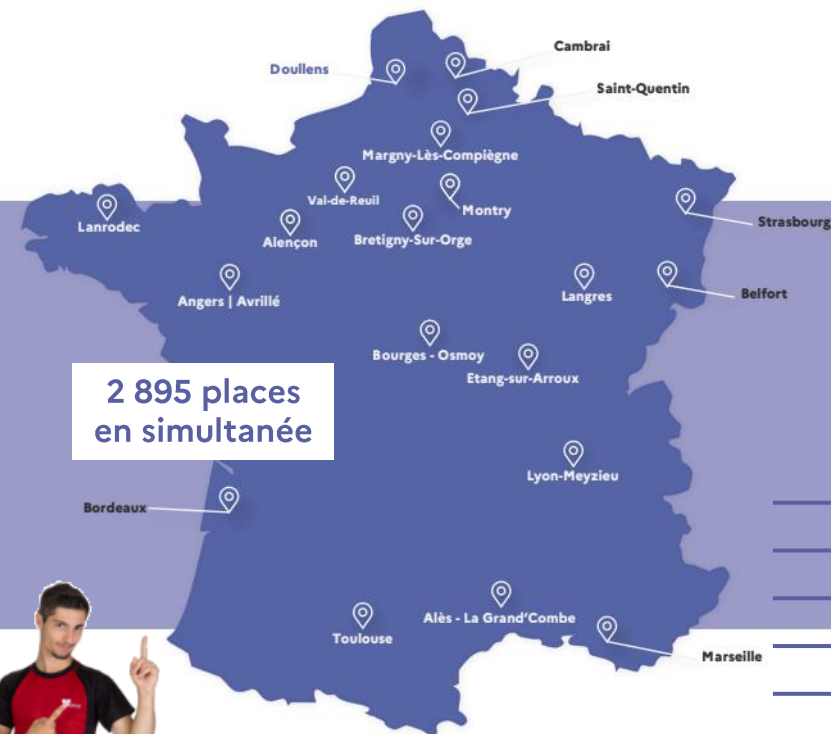 Cambrai
Doullens
Saint-Quentin
Margny-Lès-Compiègne
Val-de-Reuil
Montry
Lanrodec
Strasbourg
Alençon
Bretigny-Sur-Orge
Belfort
Angers | Avrillé
Langres
Bourges - Osmoy
Etang-sur-Arroux
2 895 places
en simultanée
Lyon-Meyzieu
Bordeaux
Alès - La Grand'Combe
Toulouse
Marseille